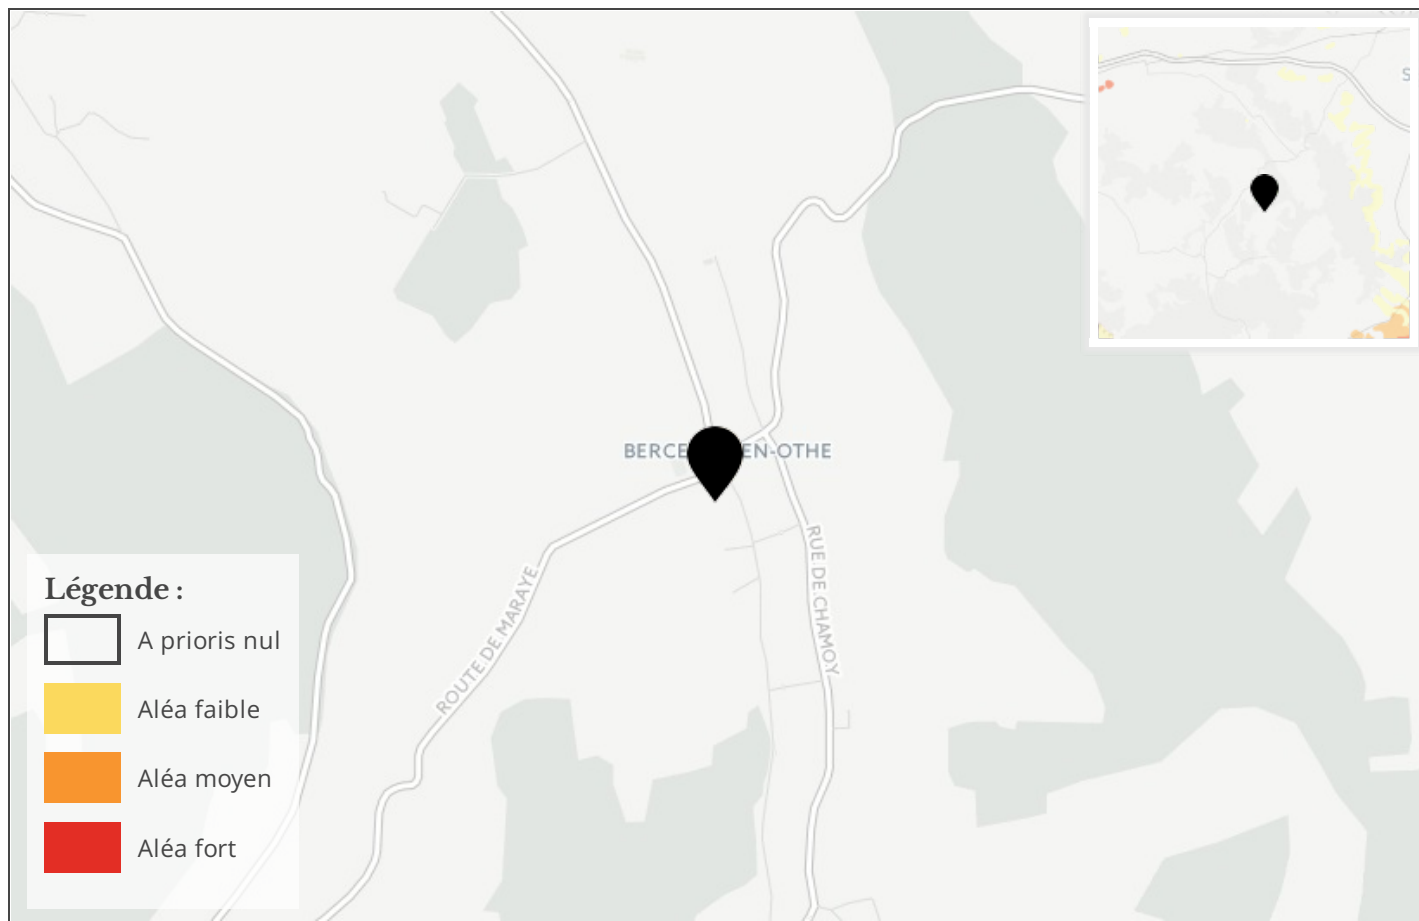 S
BERCE EN-OTHE
RUE DE CHAMOY
ROUTE DE MARAYE
Légende :
A prioris nul
Aléa faible
Aléa moyen
Aléa fort